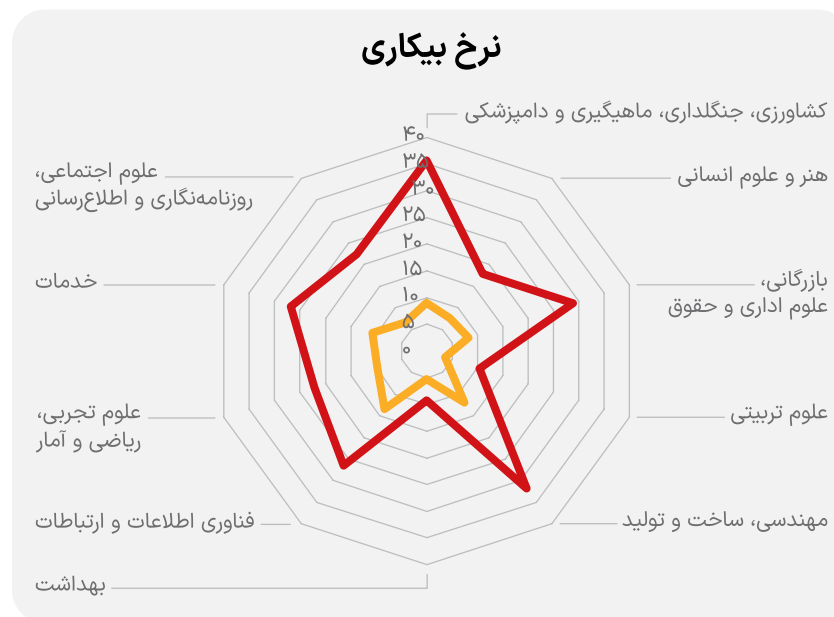 نرخ بیکاری
کشاورزی، جنگلداری، ماهیگیری و دامپزشکی
هنر و علوم انسانی
بازرگانی،
علوم اداری و حقوق
علوم تربیتی
مهندسی، ساخت و تولید
بهداشت
فناوری اطلاعات و ارتباطات
علوم تجربی،
ریاضی و آمار
خدمات
علوم اجتماعی،
روزنامه‌نگاری و اطلاع‌رسانی
۴۰
۳۵
۳۰
۲۵
۲۰
۱۵
۱۰
۵
۰